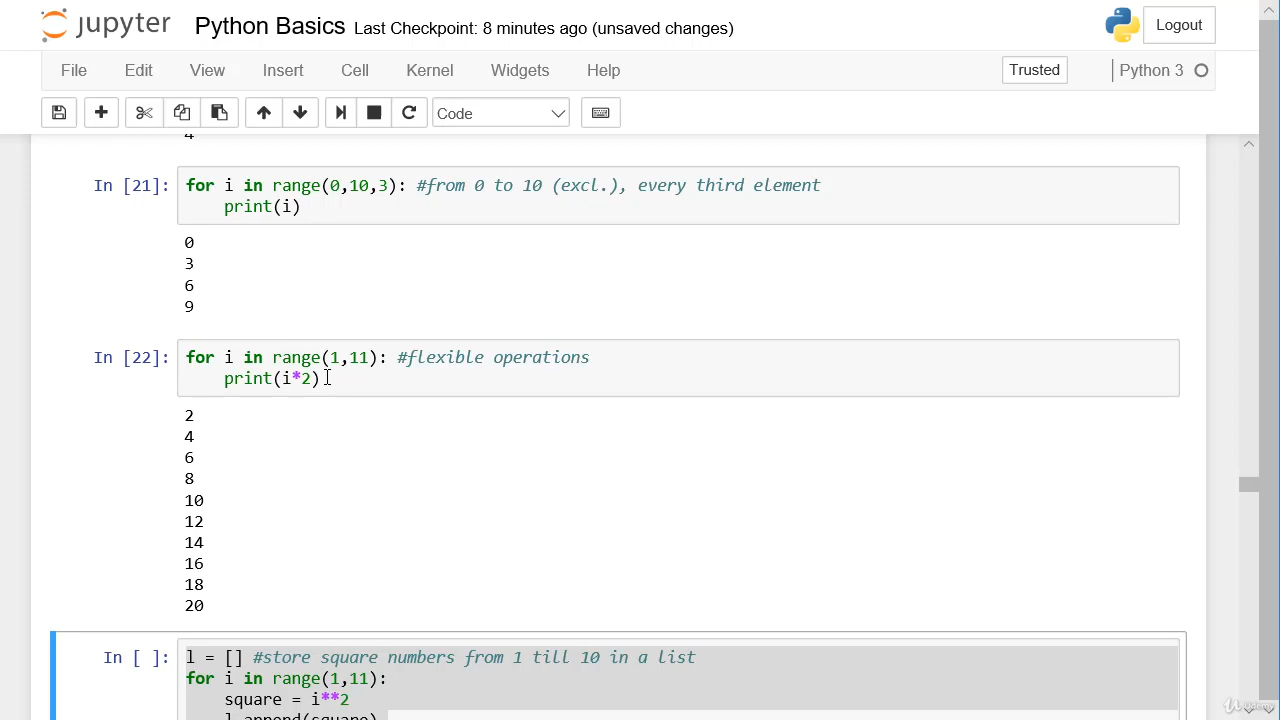 jupyter Python Basics Last Checkpoint: 8 minutes ago (unsaved changes) Logout
File Edit View Insert Cell Kernel Widgets Help Trusted Python 3
Code
4
In [21]: for i in range(0,10,3): #from 0 to 10 (excl.), every third element
print(i)
0
3
6
9
In [22]: for i in range(1,11): #flexible operations
print(i*2)
2
4
6
8
10
12
14
16
18
20
In [ ]: l = [] #store square numbers from 1 till 10 in a list
for i in range(1,11):
square = i**2
l.append(square)
Udemy